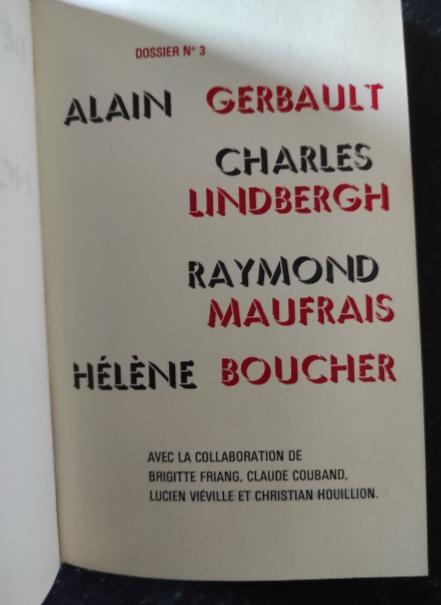 DOSSIER N° 3
ALAIN GERBAULT
CHARLES
LINDBERGH
RAYMOND
MAUFRAIS
HÉLÈNE BOUCHER
AVEC LA COLLABORATION DE
BRIGITTE FRIANG, CLAUDE COUBAND,
LUCIEN VIÉVILLE ET CHRISTIAN HOUILLION.